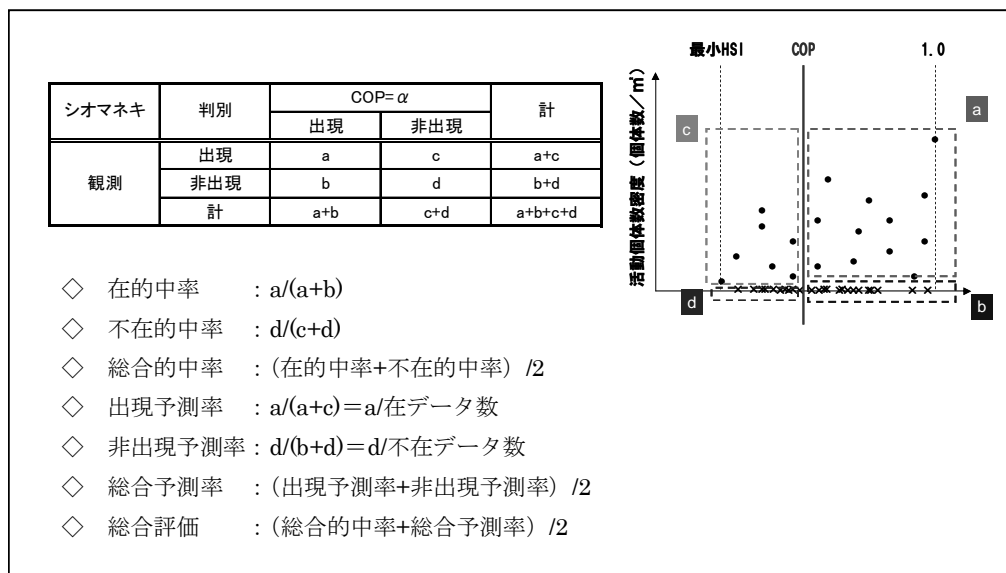 シオマネキ 判別 COP=α 計
出現 非出現
観測 出現 a c a+c
非出現 b d b+d
計 a+b c+d a+b+c+d
最小HSI COP 1.0
活動個体数密度（個体数／㎡）
a
c
d
b
◇ 在的中率 : a/(a+b)
◇ 不在的中率 : d/(c+d)
◇ 総合的中率 : （在的中率+不在的中率）/2
◇ 出現予測率 : a/(a+c)＝a/在データ数
◇ 非出現予測率 : d/(b+d)＝d/不在データ数
◇ 総合予測率 : （出現予測率+非出現予測率）/2
◇ 総合評価 : （総合的中率+総合予測率）/2